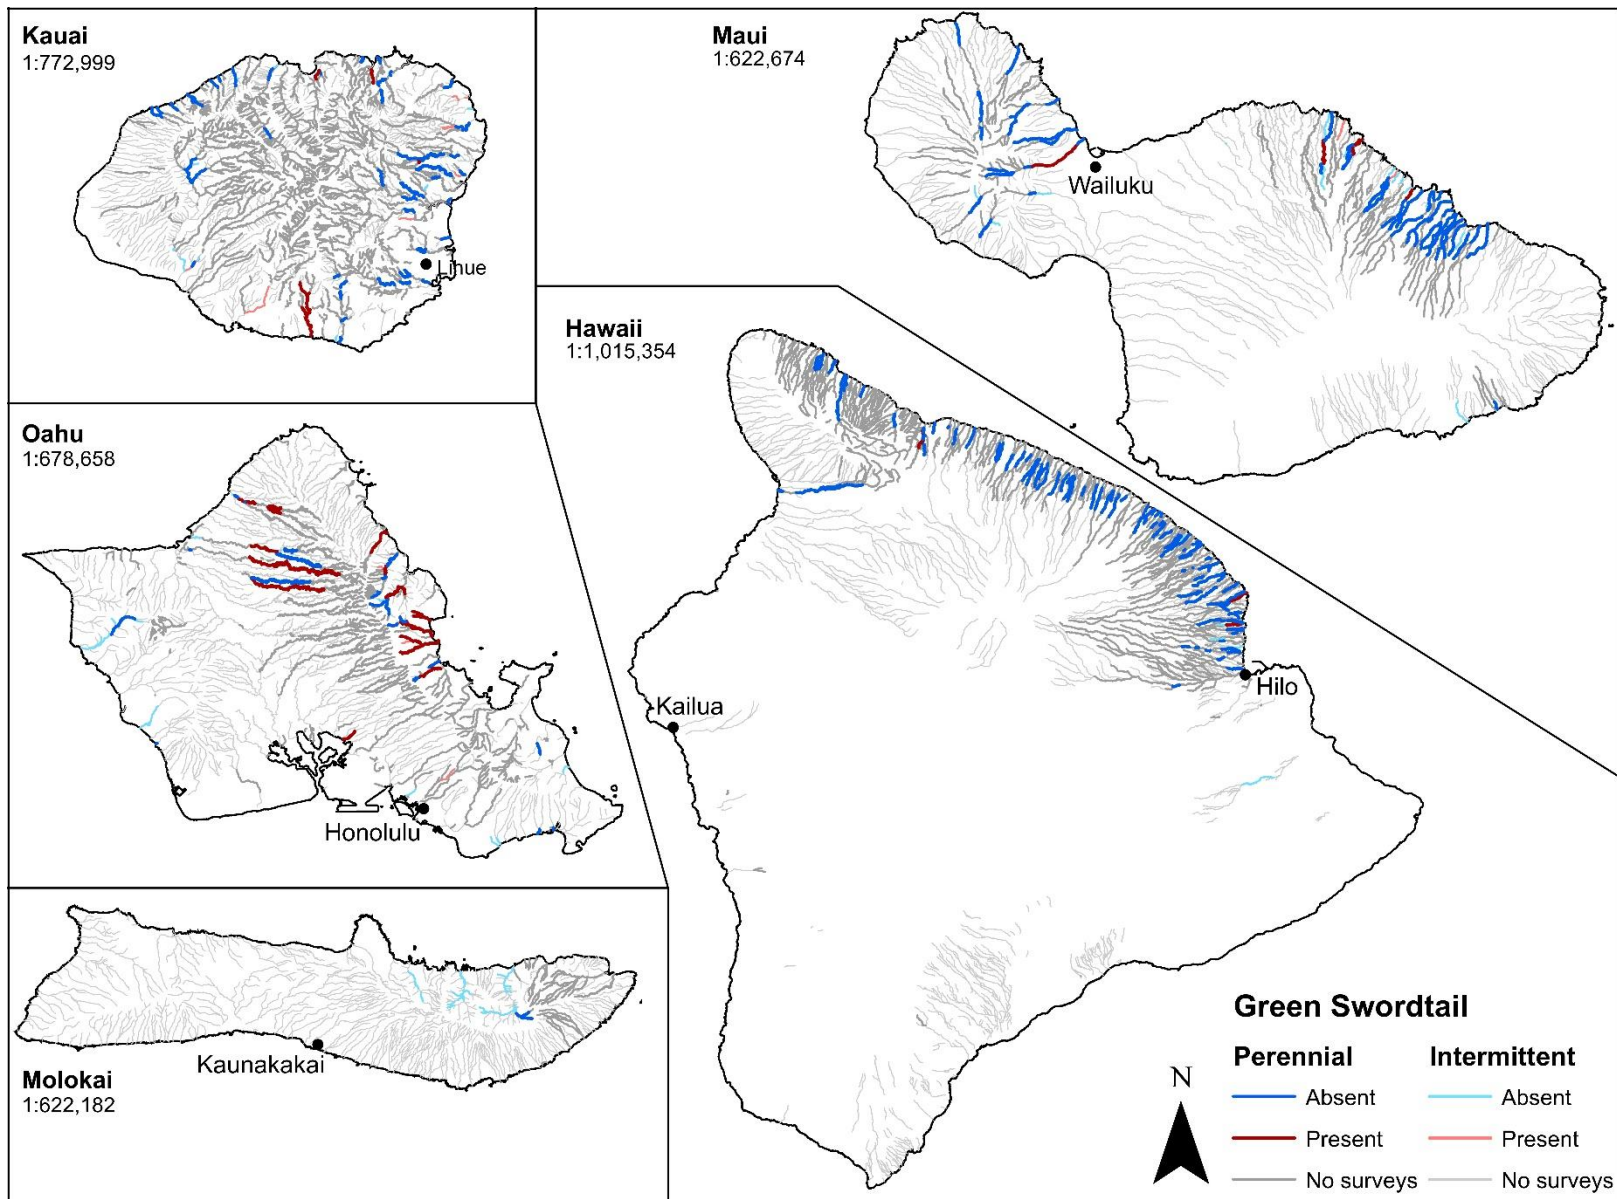 Kauai
1:772,999
Lihue
Maui
1:622,674
Wailuku
Hawaii
1:1,015,354
Kailua
Hilo
Oahu
1:678,658
Honolulu
Kaunakakai
Molokai
1:622,182
Green Swordtail
Perennial Intermittent
Absent Absent
Present Present
No surveys No surveys
N